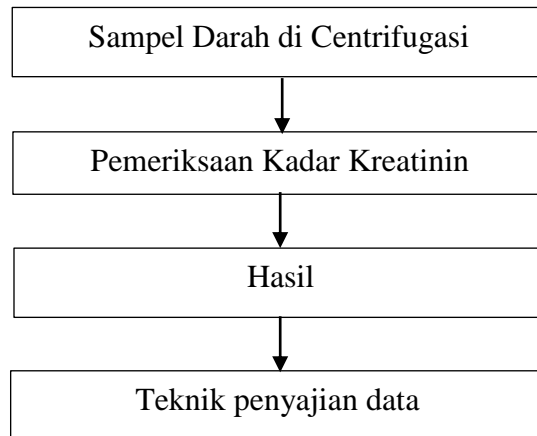 Sampel Darah di Centrifugasi
Pemeriksaan Kadar Kreatinin
Hasil
Teknik penyajian data